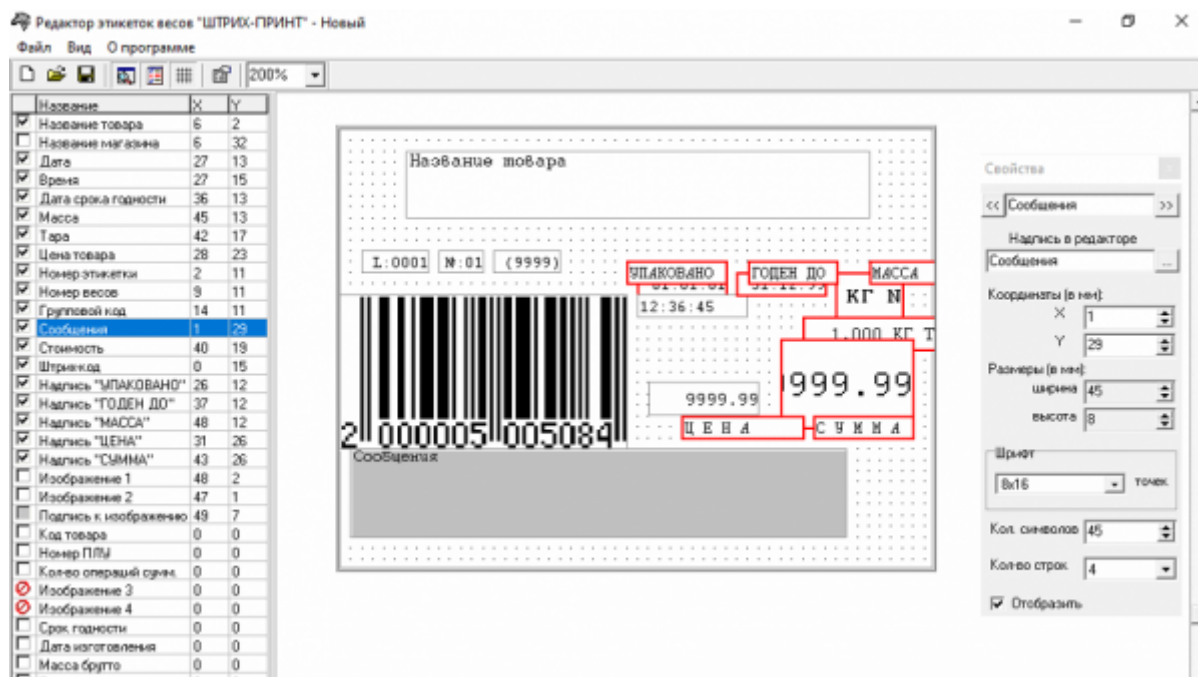 Редактор этикеток весов "ШТРИХ-ПРИНТ" - Новый
Файл Вид О программе
200%
Название X Y
Название товара 6 2
Название магазина 6 32
Дата 27 13
Время 27 15
Дата срока годности 36 13
Масса 45 13
Тара 42 17
Цена товара 28 23
Номер этикетки 2 11
Номер весов 9 11
Групповой код 14 11
Сообщения 1 29
Стоимость 40 19
Штрих-код 0 15
Надпись "УПАКОВАНО" 26 12
Надпись "ГОДЕН ДО" 37 12
Надпись "МАССА" 48 12
Надпись "ЦЕНА" 31 26
Надпись "СУММА" 43 26
Изображение 1 48 2
Изображение 2 47 1
Подпись к изображению 49 7
Код товара 0 0
Номер ПЛУ 0 0
Кол-во операций сумм. 0 0
Изображение 3 0 0
Изображение 4 0 0
Срок годности 0 0
Дата изготовления 0 0
Масса брутто 0 0
Название товара
L:0001 №:01 (9999)
УПАКОВАНО ГОДЕН ДО МАССА
КГ N
12:36:45
1.000 КГ Т
9999.99
9999.99
ЦЕНА СУММА
2 000005 005084
Сообщения
Свойства
<< Сообщения >>
Надпись в редакторе
Сообщения ...
Координаты (в мм):
X 1
Y 29
Размеры (в мм):
ширина 45
высота 8
Шрифт
8x16 точек.
Кол. символов 45
Кол-во строк 4
Отобразить